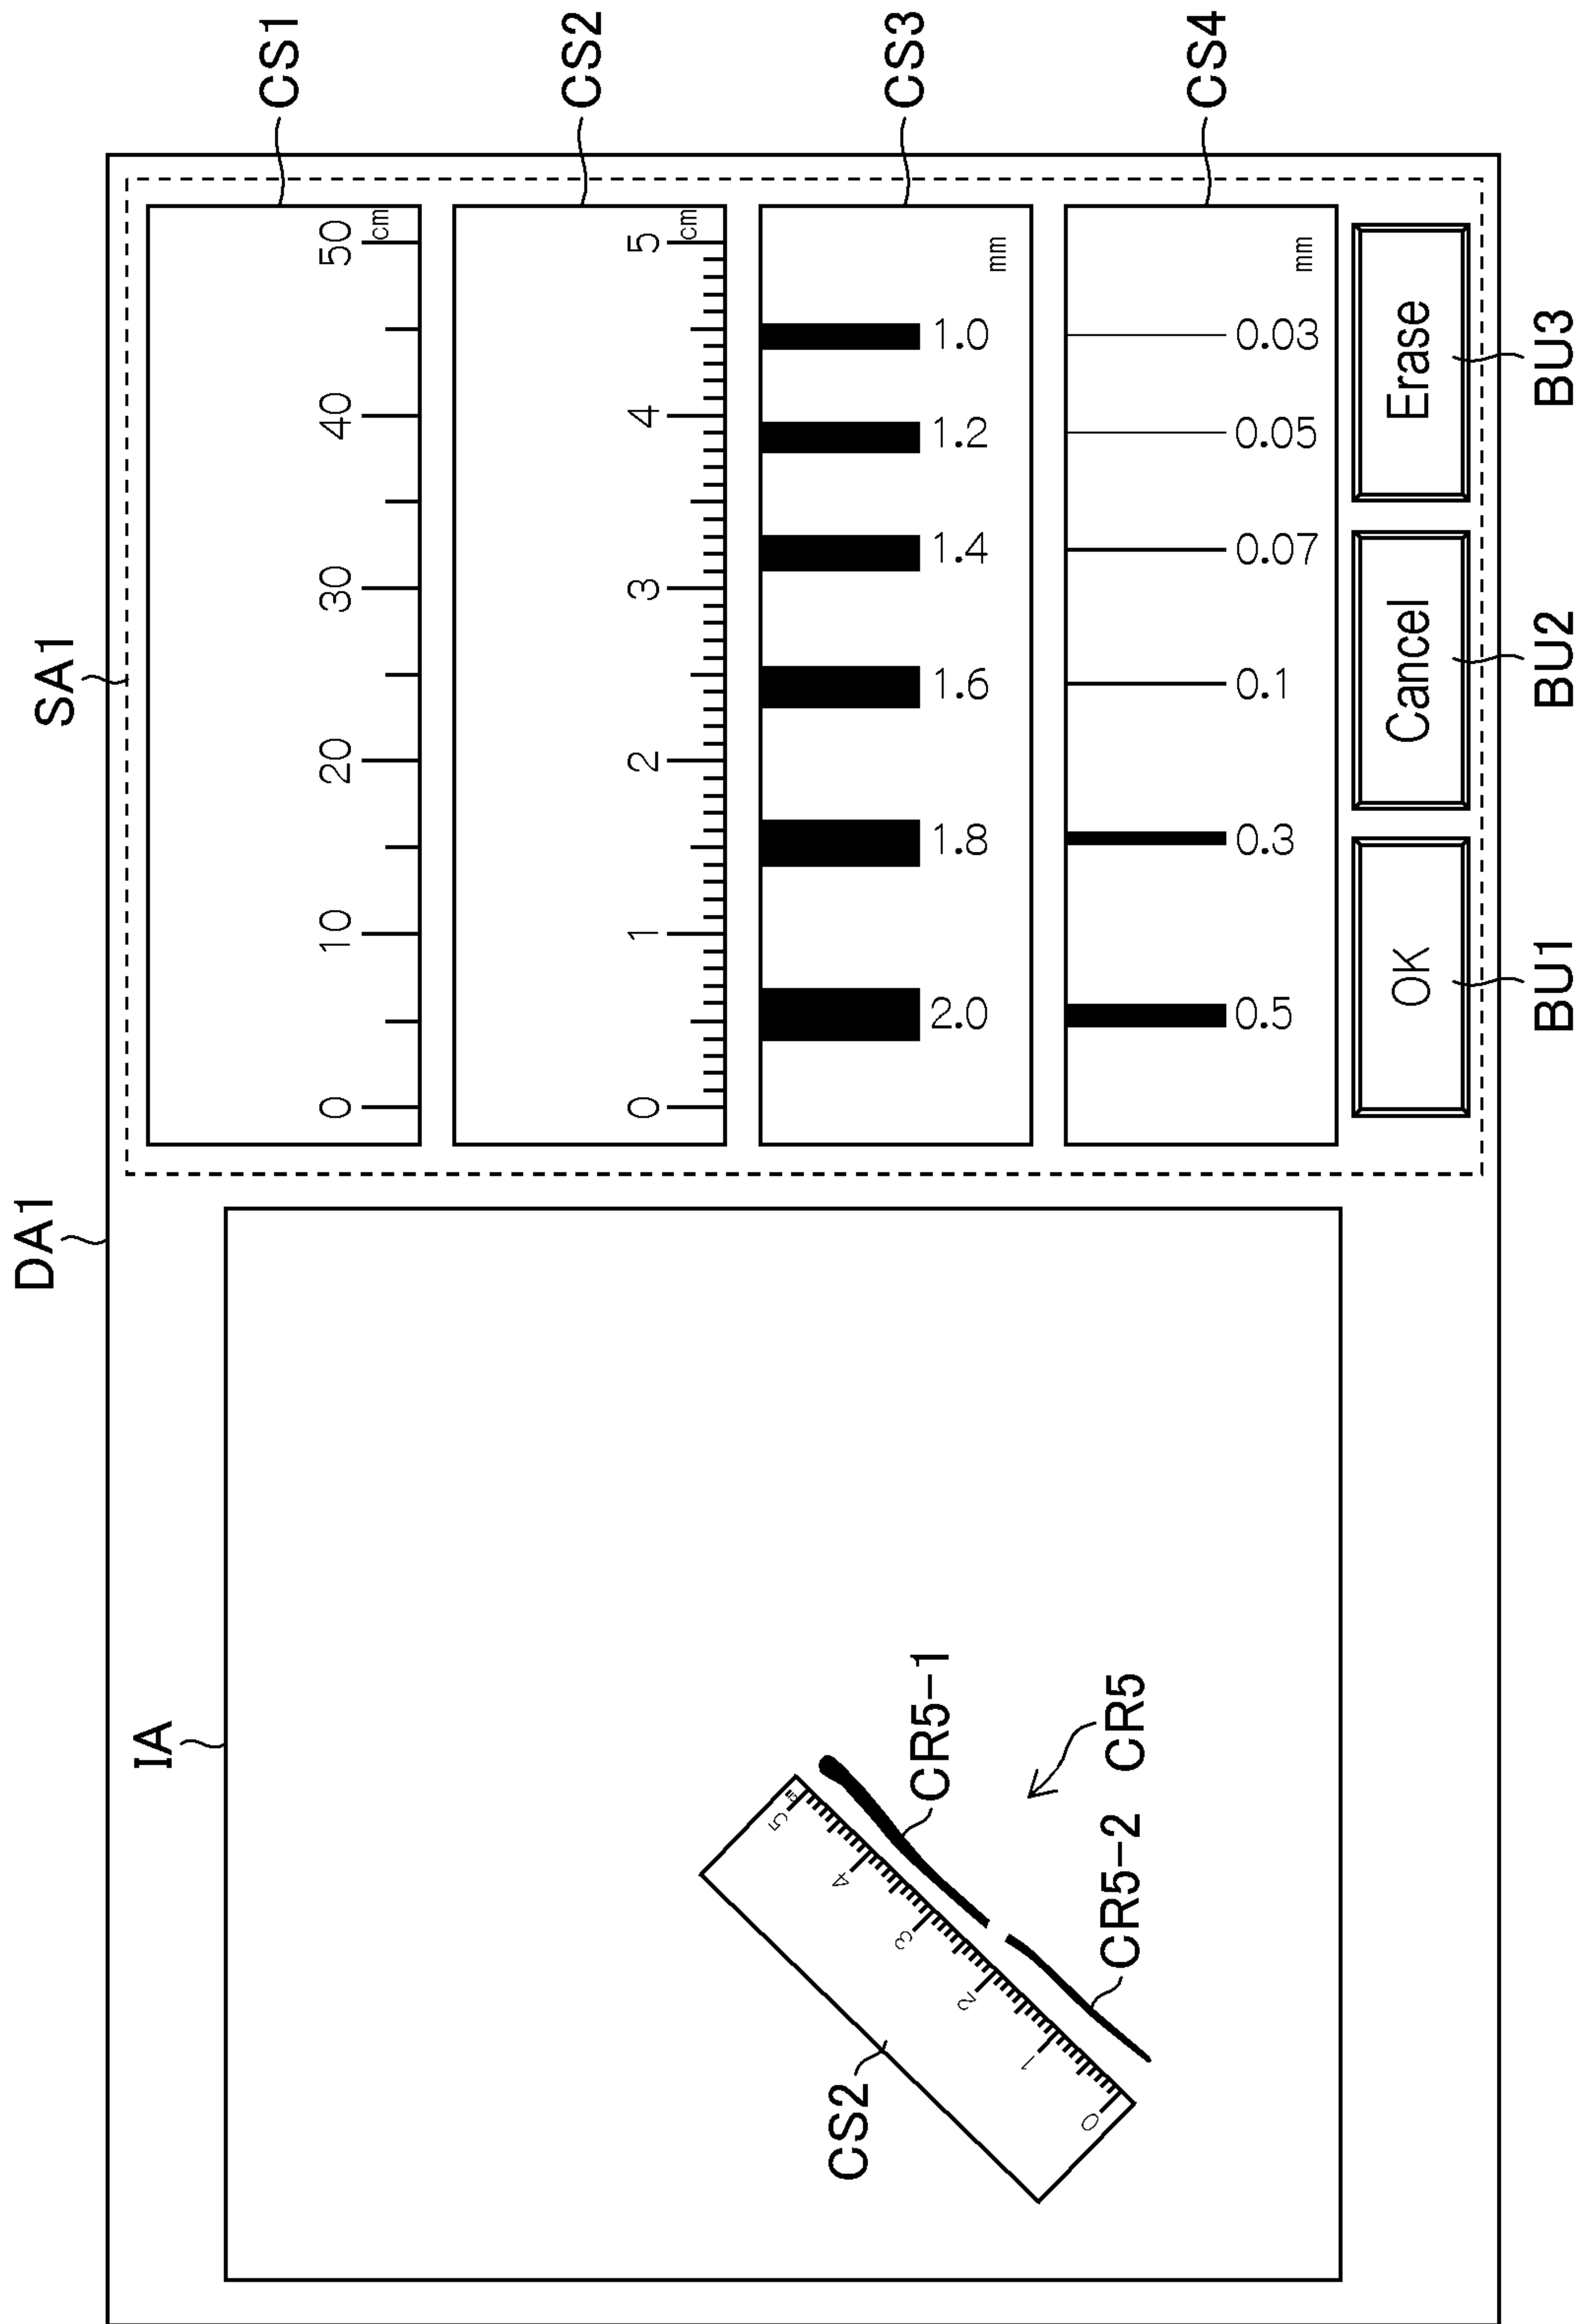 DA1
SA1
IA
CS1
0 10 20 30 40 50
cm
CS2
0 1 2 3 4 5
cm
CS3
2.0 1.8 1.6 1.4 1.2 1.0
mm
CS4
0.5 0.3 0.1 0.07 0.05 0.03
mm
OK Cancel Erase
BU1 BU2 BU3
CS2
0 1 2 3 4 5
CR5-1
CR5-2 CR5